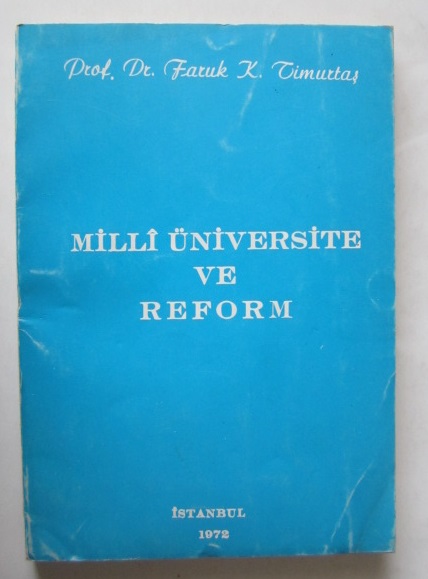 Prof. Dr. Faruk K. Timurtaş
MİLLÎ ÜNİVERSİTE
VE
REFORM
İSTANBUL
1972